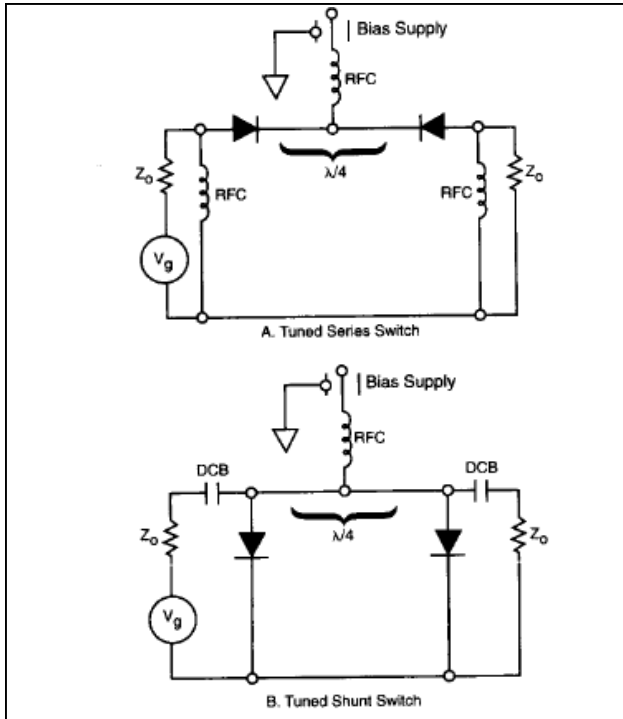 Bias Supply
RFC
Zo
RFC
λ/4
RFC
Zo
Vg
A. Tuned Series Switch
Bias Supply
RFC
DCB
DCB
Zo
λ/4
Zo
Vg
B. Tuned Shunt Switch